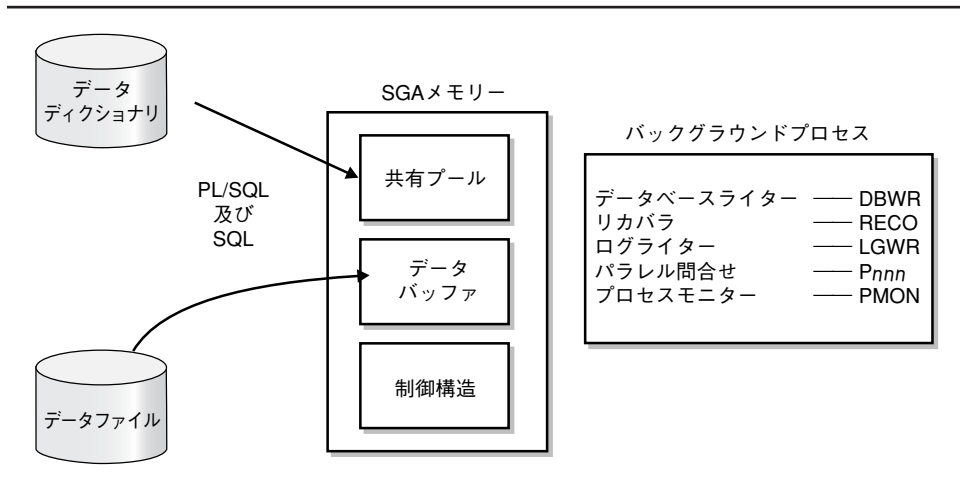 データ
ディクショナリ
SGAメモリー
共有プール
PL/SQL
及び
SQL
データ
バッファ
制御構造
データファイル
バックグラウンドプロセス
データベースライター ―― DBWR
リカバラ ―― RECO
ログライター ―― LGWR
パラレル問合せ ―― Pnnn
プロセスモニター ―― PMON